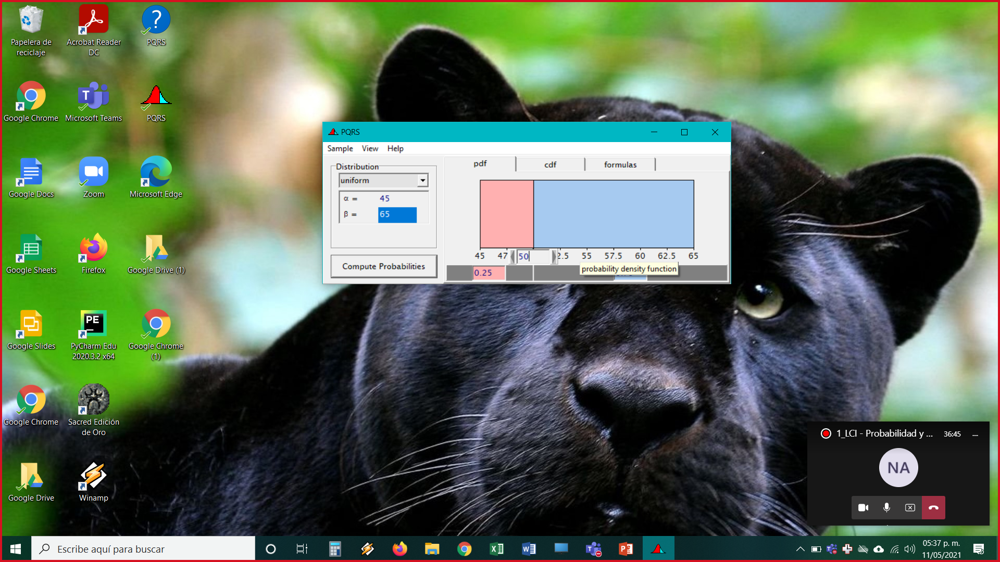 Papelera de
reciclaje
Acrobat Reader
DC
PQRS
Google Chrome
Microsoft Teams
PQRS
Google Docs
Zoom
Microsoft Edge
Google Sheets
Firefox
Google Drive (1)
Google Slides
PE
PyCharm Edu
2020.3.2 x64
Google Chrome
(1)
Google Chrome
Sacred Edición
de Oro
Google Drive
Winamp
PQRS
Sample View Help
Distribution
uniform
α = 45
β = 65
Compute Probabilities
pdf cdf formulas
45 47 50 2.5 55 57.5 60 62.5 65
probability density function
0.25
1_LCI - Probabilidad y ... 36:45
NA
Escribe aquí para buscar
05:37 p. m.
11/05/2021